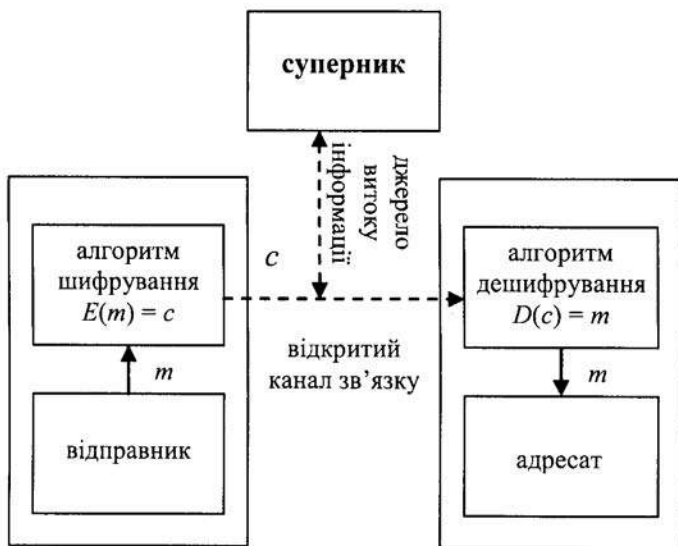 суперник
джерело
витоку
інформації
алгоритм
шифрування
E(m) = c
c
алгоритм
дешифрування
D(c) = m
m
відкритий
канал зв’язку
m
відправник
адресат